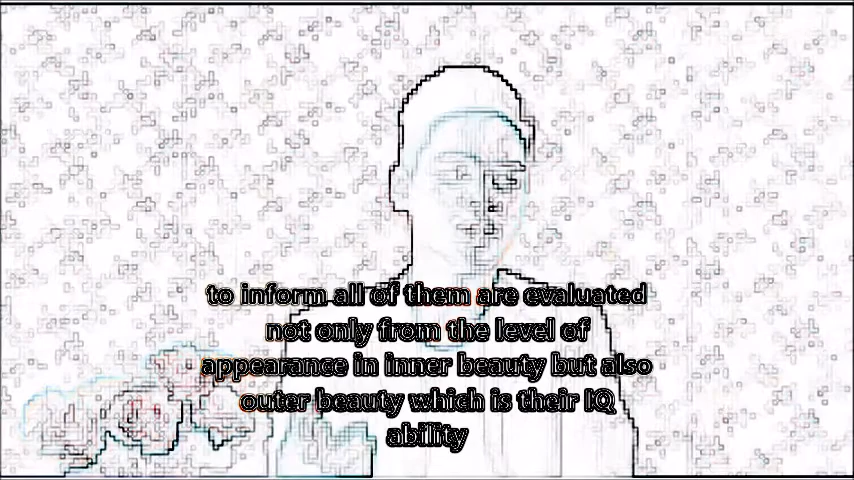 to inform all of them are evaluated
not only from the level of
appearance in inner beauty but also
outer beauty which is their IQ
ability